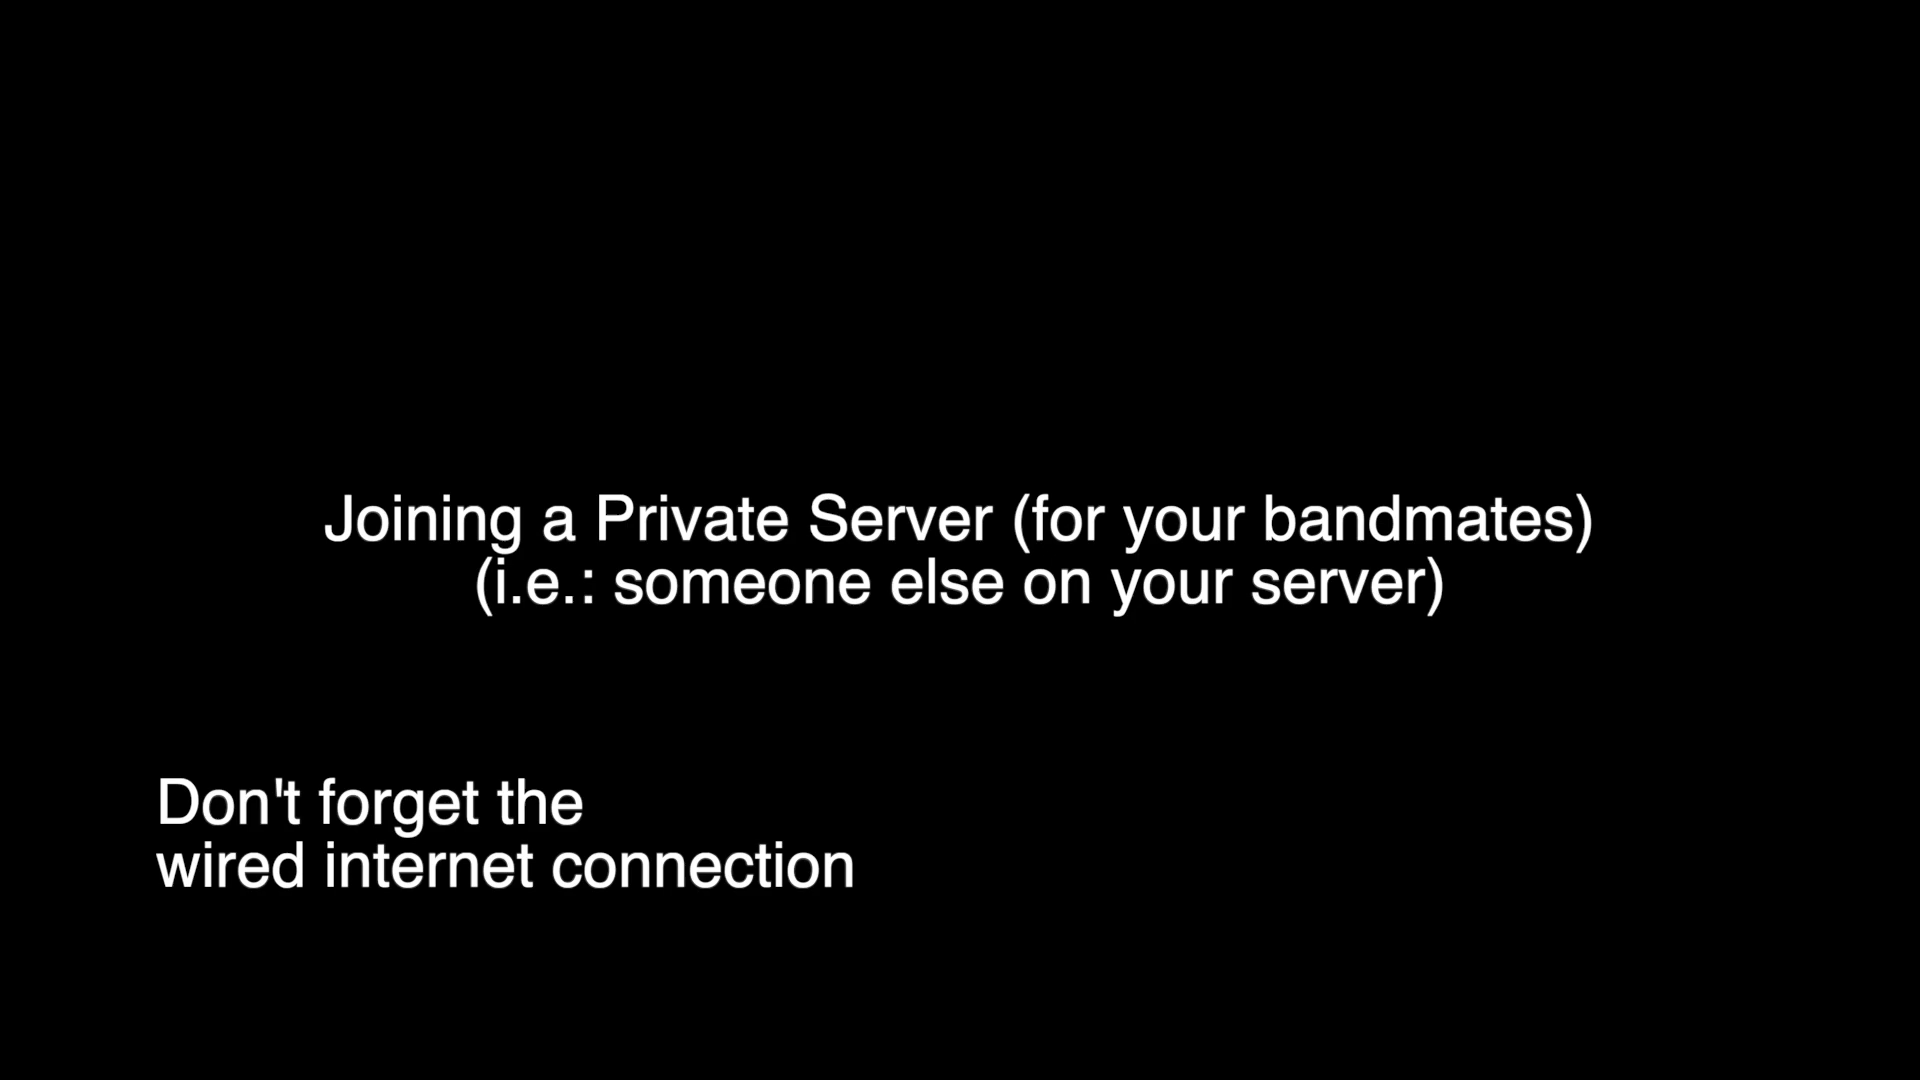 Joining a Private Server (for your bandmates)
(i.e.: someone else on your server)
Don't forget the
wired internet connection